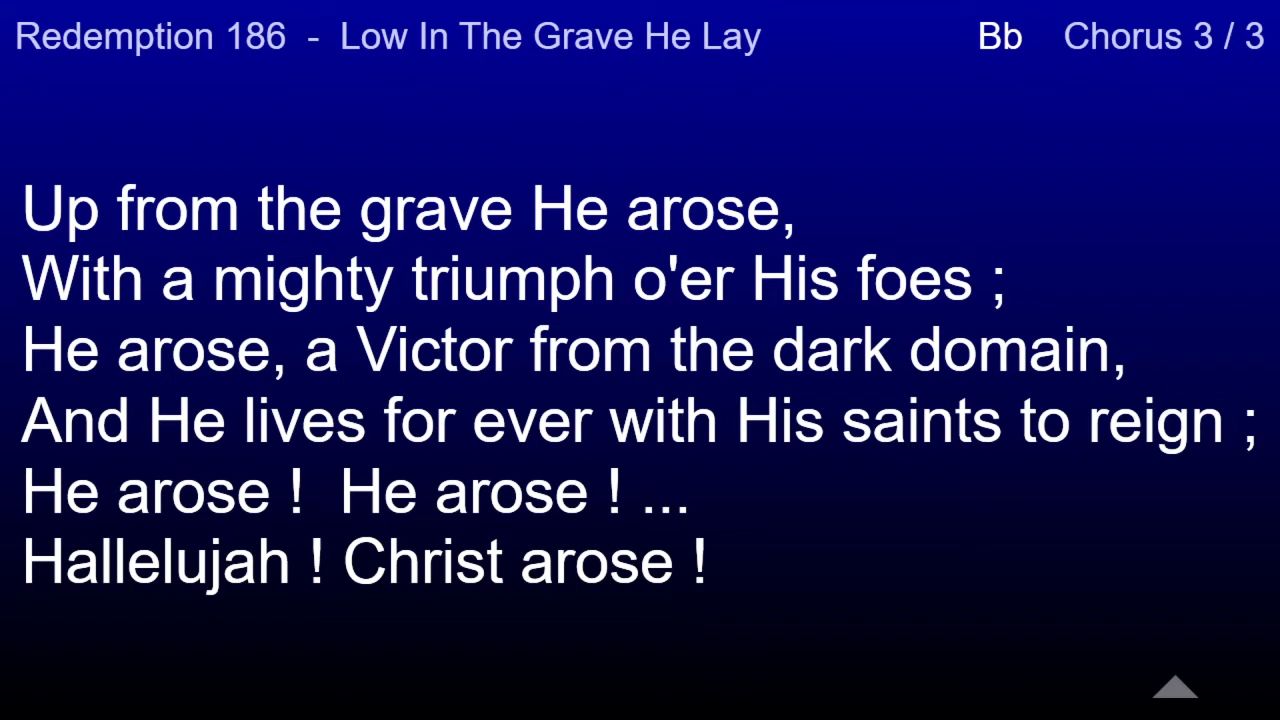 Redemption 186  -  Low In The Grave He Lay    Bb    Chorus 3 / 3
Up from the grave He arose,
With a mighty triumph o'er His foes ;
He arose, a Victor from the dark domain,
And He lives for ever with His saints to reign ;
He arose !  He arose ! ...
Hallelujah ! Christ arose !